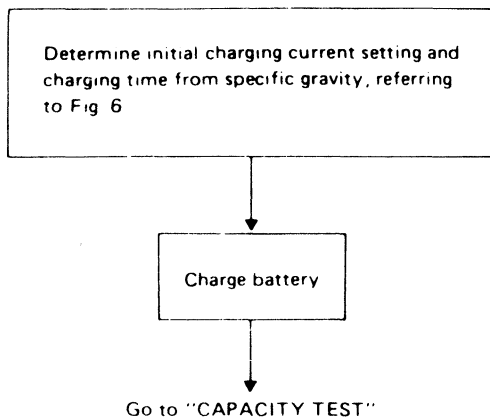 Determine initial charging current setting and
charging time from specific gravity, referring
to Fig 6
Charge battery
Go to "CAPACITY TEST"